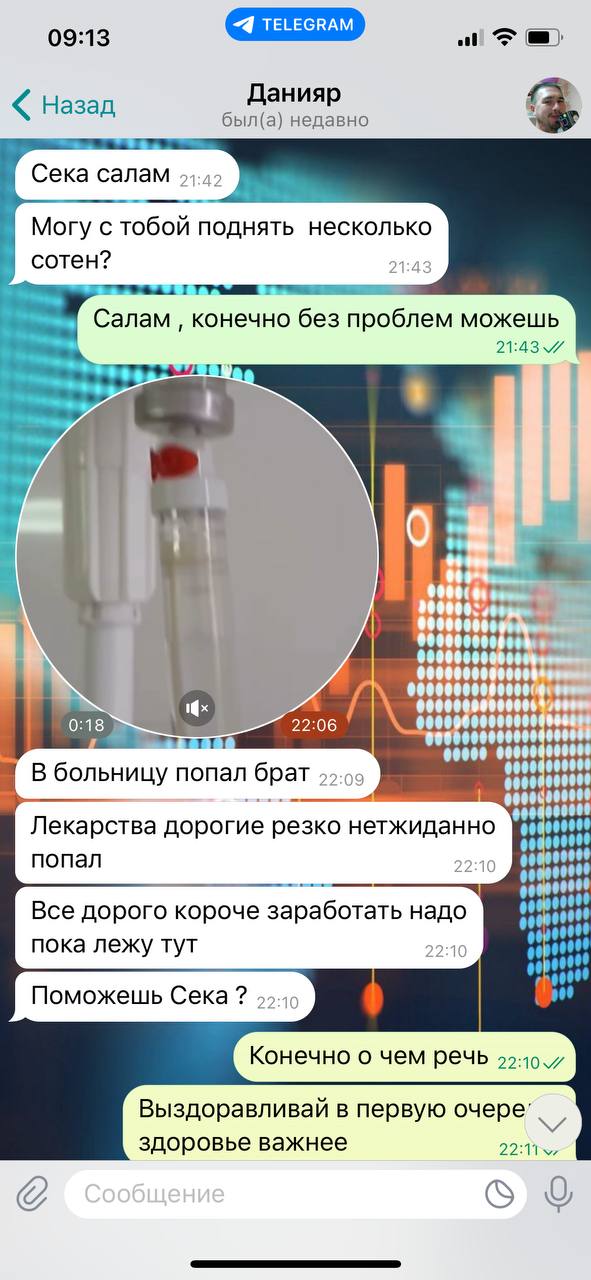 09:13
TELEGRAM
Назад
Данияр
был(а) недавно
Сека салам 21:42
Могу с тобой поднять несколько
сотен?
21:43
Салам , конечно без проблем можешь
21:43
0:18
22:06
В больницу попал брат 22:09
Лекарства дорогие резко нетжиданно
попал
22:10
Все дорого короче заработать надо
пока лежу тут
22:10
Поможешь Сека ? 22:10
Конечно о чем речь 22:10
Выздоравливай в первую очере
здоровье важнее
22:11
Сообщение